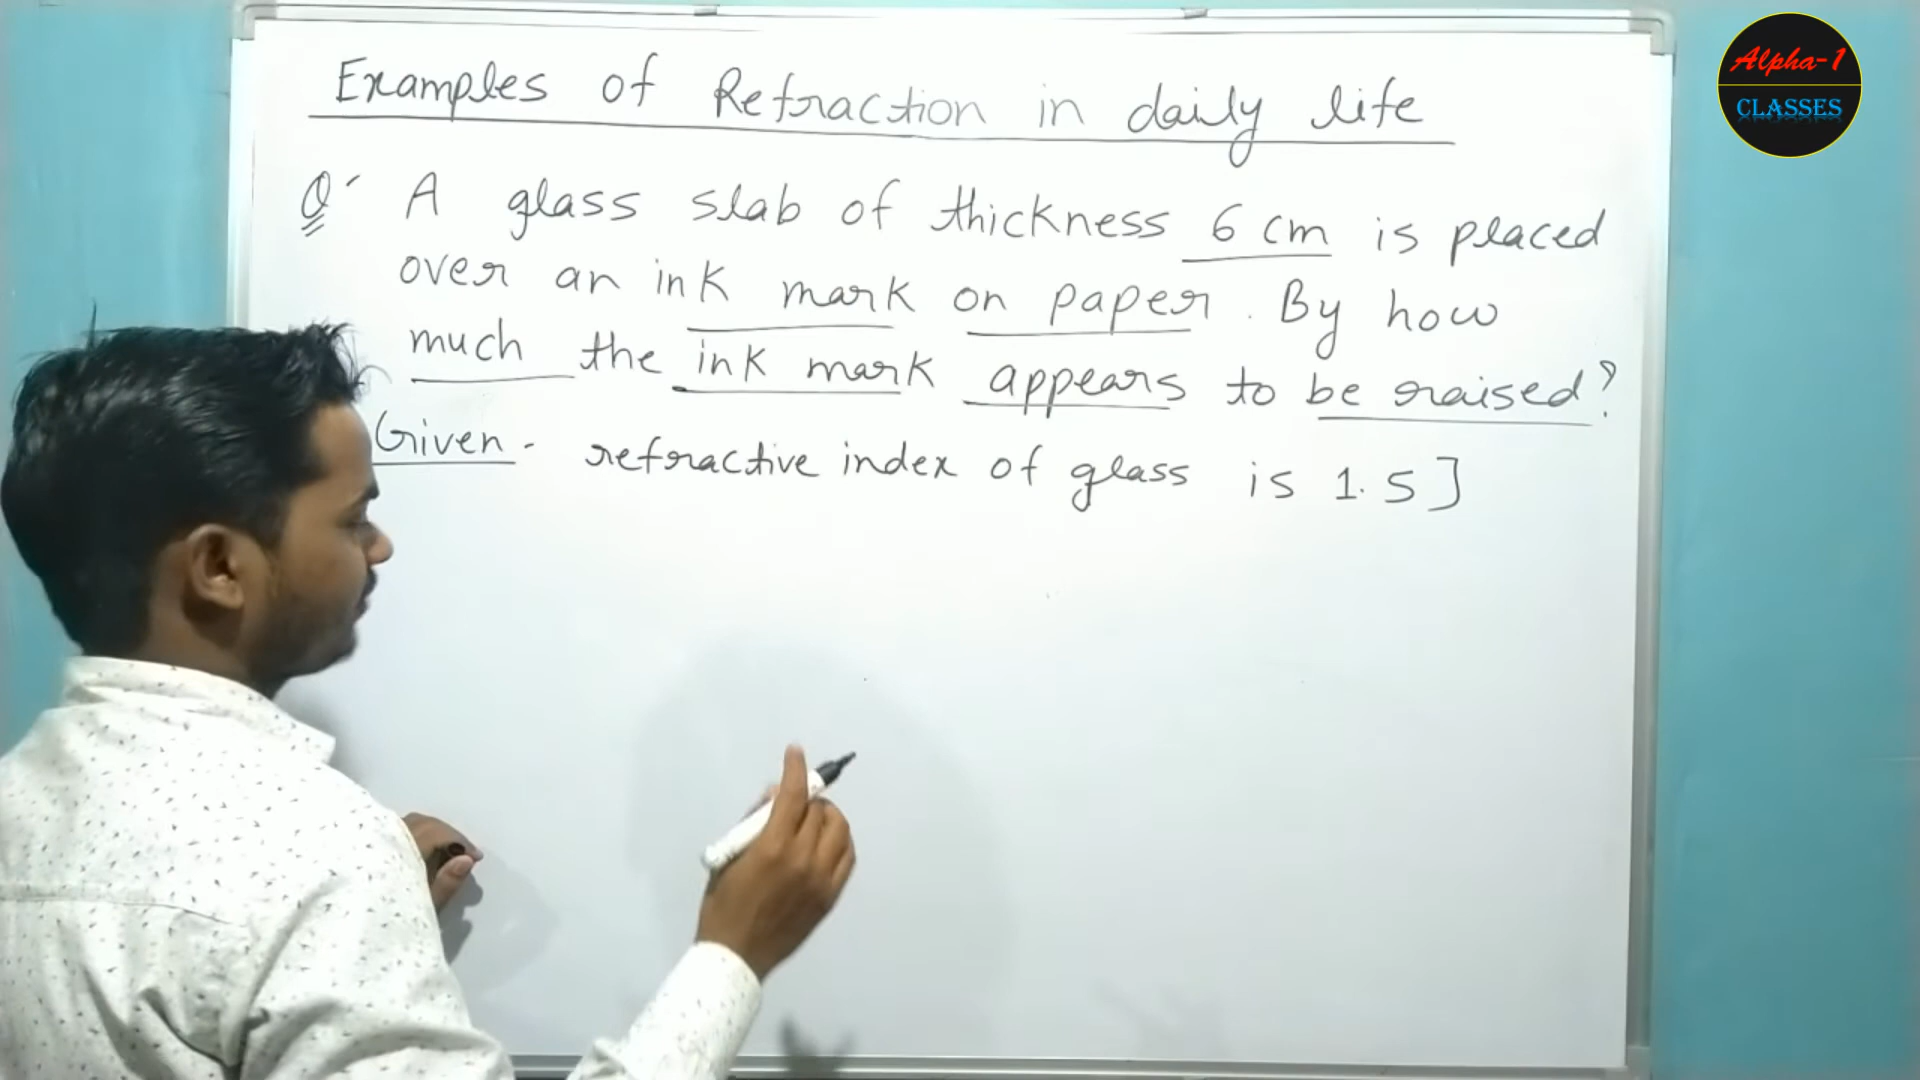 Examples of Refraction in daily life
Q. A glass slab of thickness 6 cm is placed
over an ink mark on paper. By how
much the ink mark appears to be raised?
Given - refractive index of glass is 1.5]
Alpha-1
CLASSES